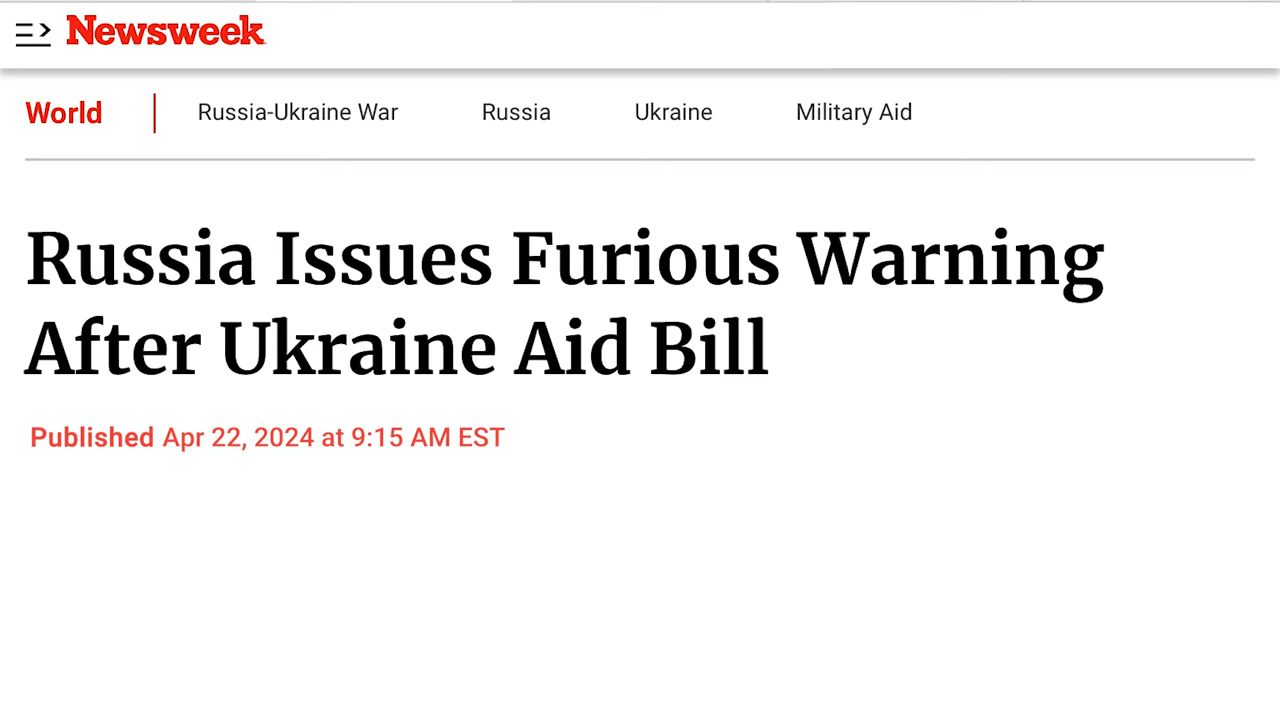 Newsweek
World Russia-Ukraine War Russia Ukraine Military Aid
Russia Issues Furious Warning
After Ukraine Aid Bill
Published Apr 22, 2024 at 9:15 AM EST